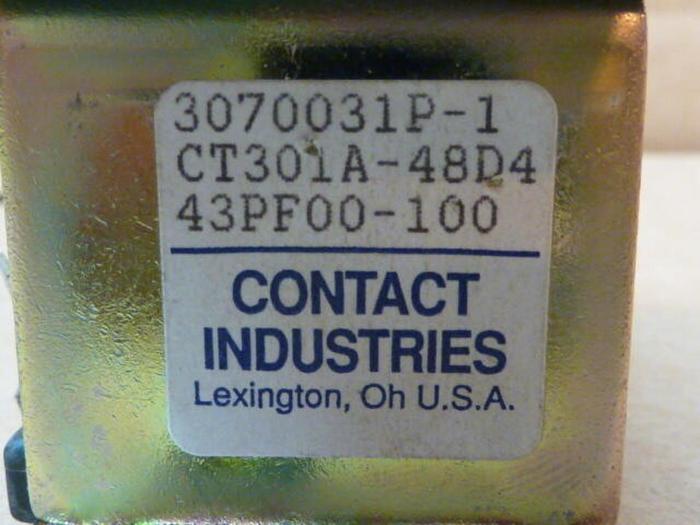 3070031P-1
CT301A-48D4
43PF00-100
CONTACT
INDUSTRIES
Lexington, Oh U.S.A.